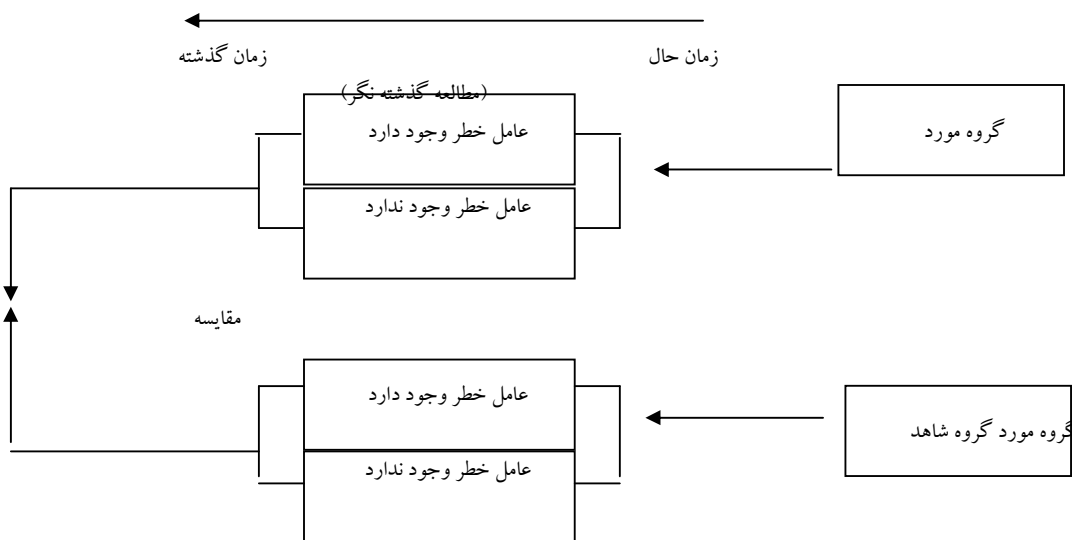 زمان حال
زمان گذشته
(مطالعه گذشته نگر)
گروه مورد
عامل خطر وجود دارد
عامل خطر وجود ندارد
مقایسه
عامل خطر وجود دارد
گروه مورد گروه شاهد
عامل خطر وجود ندارد